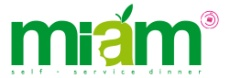 miam
self - service dinner